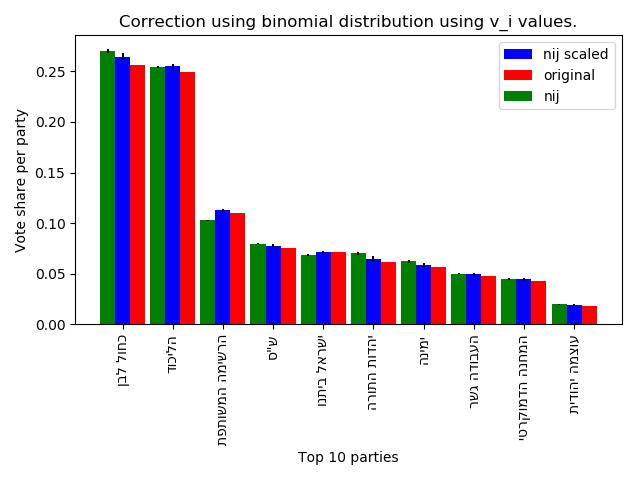 Correction using binomial distribution using v_i values.
nij scaled
original
nij
Vote share per party
0.25
0.20
0.15
0.10
0.05
0.00
כחול לבן
הליכוד
הרשימה המשותפת
ש"ס
ישראל ביתנו
יהדות התורה
ימינה
העבודה גשר
המחנה הדמוקרטי
עצמה יהודית
Top 10 parties